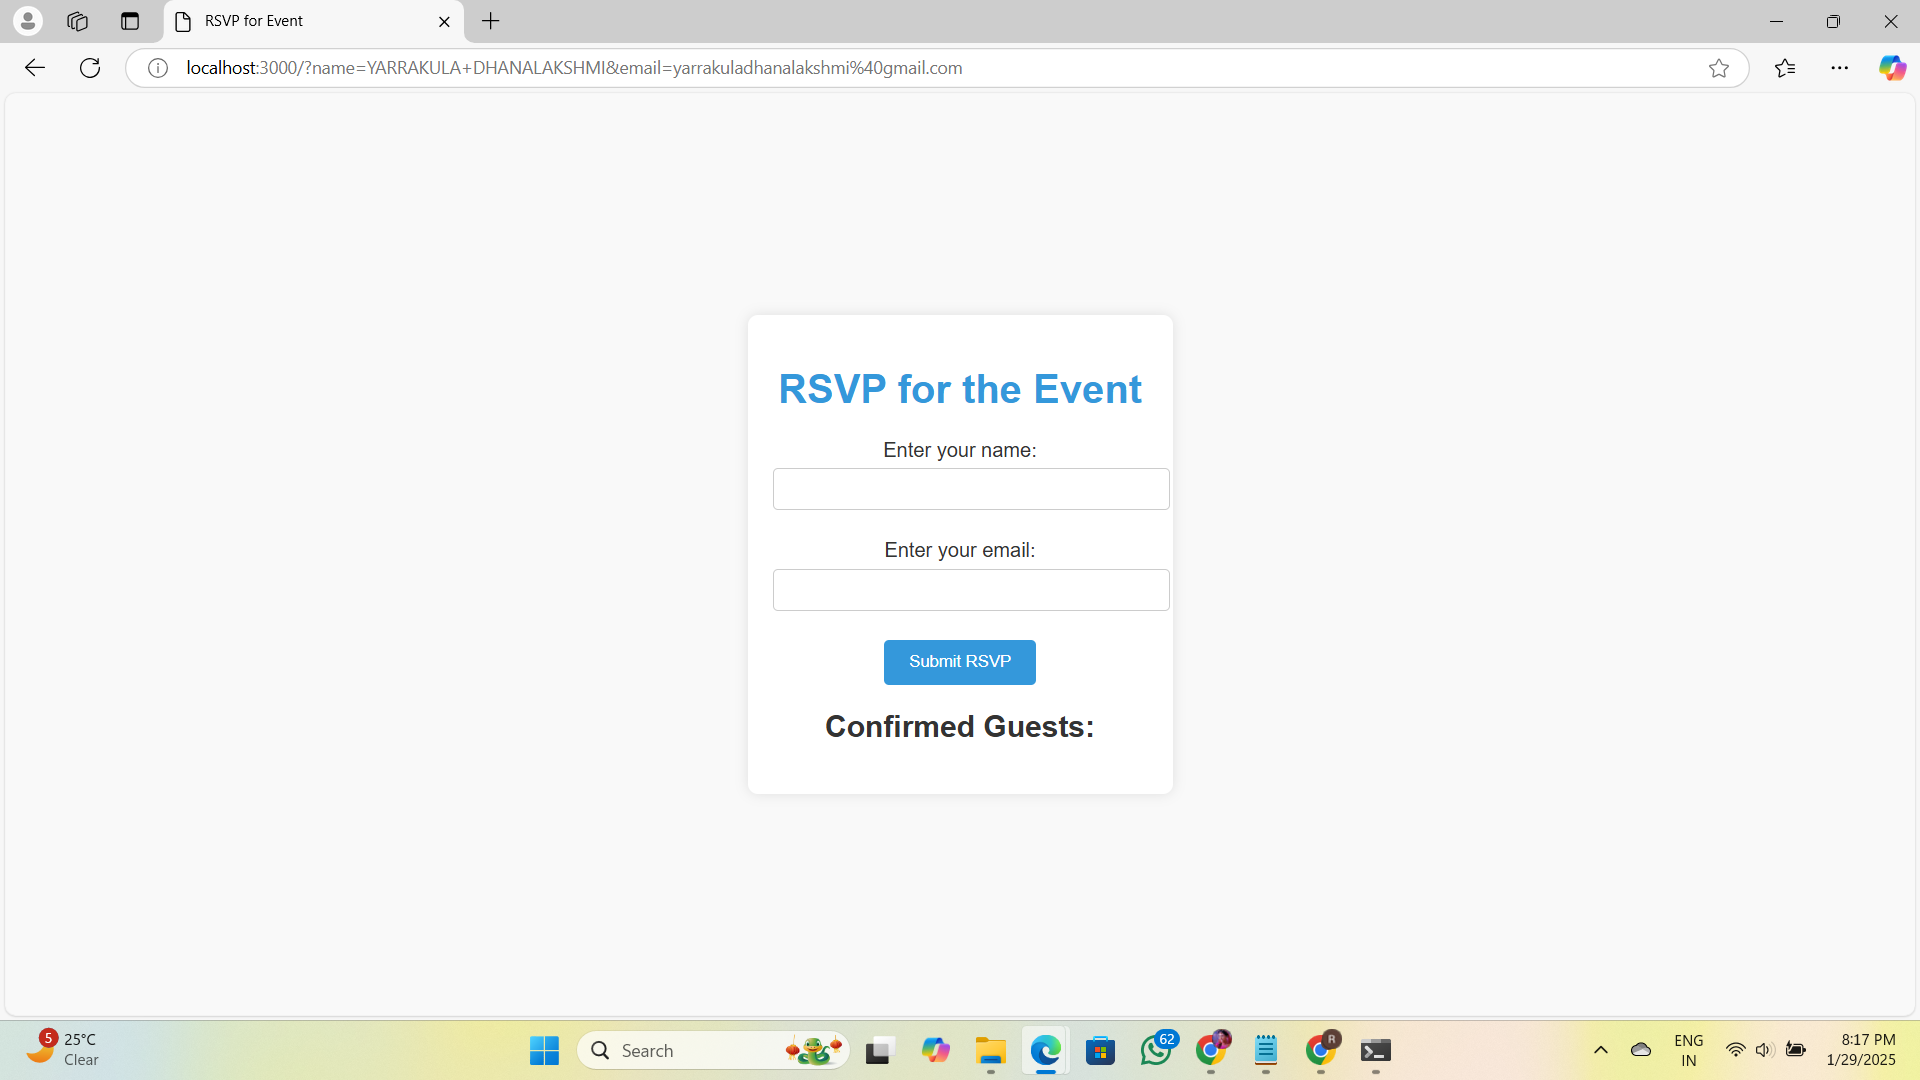 RSVP for Event
localhost:3000/?name=YARRAKULA+DHANALAKSHMI&email=yarrakuladhanalakshmi%40gmail.com
RSVP for the Event
Enter your name:
Enter your email:
Submit RSVP
Confirmed Guests:
5
25°C
Clear
Search
62
R
ENG
IN
8:17 PM
1/29/2025